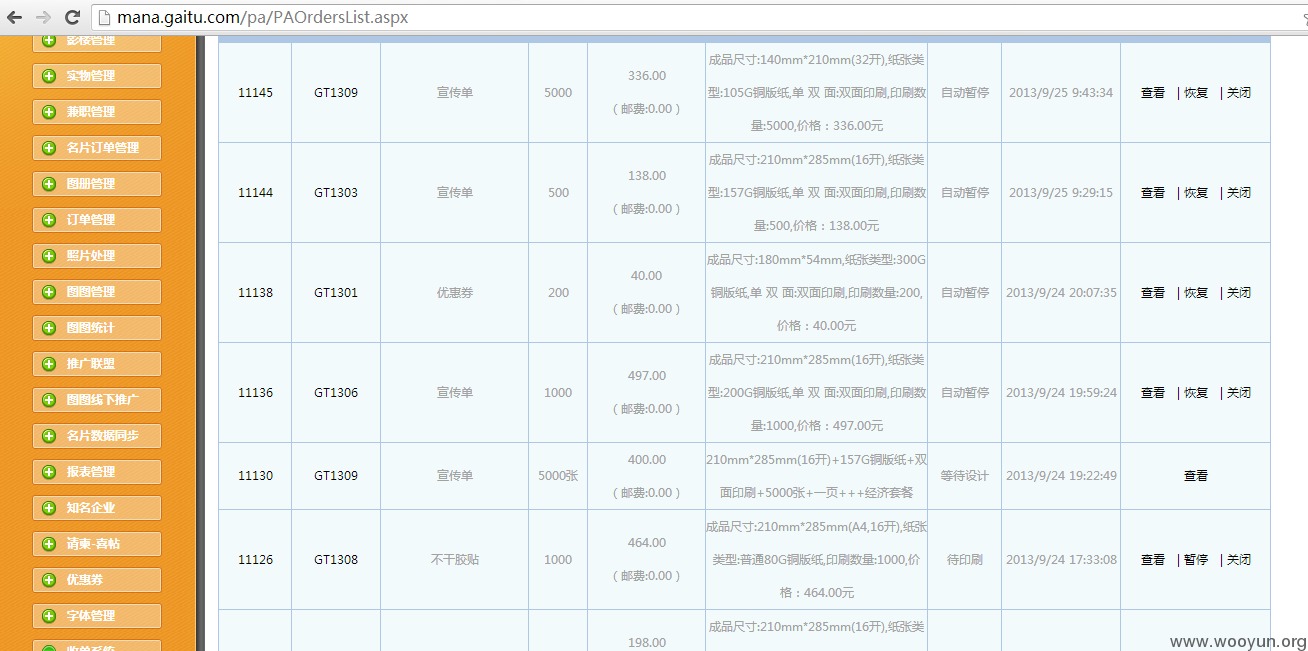 mana.gaitu.com/pa/PAOrdersList.aspx
影楼管理
实物管理
兼职管理
名片订单管理
图册管理
订单管理
照片处理
图图管理
图图统计
推广联盟
图图线下推广
名片数据同步
报表管理
知名企业
请柬-喜帖
优惠券
字体管理
11145 GT1309 宣传单 5000 336.00 (邮费:0.00) 成品尺寸:140mm*210mm(32开),纸张类
型:105G铜版纸,单 双 面:双面印刷,印刷数
量:5000,价格:336.00元
自动暂停 2013/9/25 9:43:34 查看 | 恢复 | 关闭
11144 GT1303 宣传单 500 138.00 (邮费:0.00) 成品尺寸:210mm*285mm(16开),纸张类
型:157G铜版纸,单 双 面:双面印刷,印刷数
量:500,价格:138.00元
自动暂停 2013/9/25 9:29:15 查看 | 恢复 | 关闭
11138 GT1301 优惠券 200 40.00 (邮费:0.00) 成品尺寸:180mm*54mm,纸张类型:300G
铜版纸,单 双 面:双面印刷,印刷数量:200,
价格:40.00元
自动暂停 2013/9/24 20:07:35 查看 | 恢复 | 关闭
11136 GT1306 宣传单 1000 497.00 (邮费:0.00) 成品尺寸:210mm*285mm(16开),纸张类
型:200G铜版纸,单 双 面:双面印刷,印刷数
量:1000,价格:497.00元
自动暂停 2013/9/24 19:59:24 查看 | 恢复 | 关闭
11130 GT1309 宣传单 5000张 400.00 (邮费:0.00) 210mm*285mm(16开)+157G铜版纸+双
面印刷+5000张+一页+++经济套餐
等待设计 2013/9/24 19:22:49 查看
11126 GT1308 不干胶贴 1000 464.00 (邮费:0.00) 成品尺寸:210mm*285mm(A4,16开),纸张
类型:普通80G铜版纸,印刷数量:1000,价
格:464.00元
待印刷 2013/9/24 17:33:08 查看 | 暂停 | 关闭
198.00 成品尺寸:210mm*285mm(16开),纸张类
www.wooyun.org